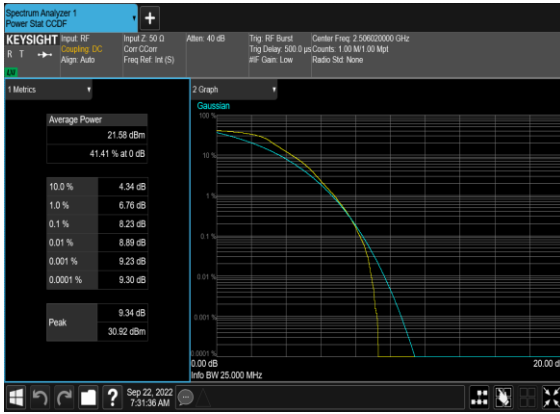 Spectrum Analyzer 1
Power Stat CCDF
+
KEYSIGHT
R T
LXI
Input: RF
Coupling: DC
Align: Auto
Input Z: 50 Ω
Corr CCorr
Freq Ref: Int (S)
Atten: 40 dB
Trig: RF Burst
Trig Delay: 500.0 µs
#IF Gain: Low
Center Freq: 2.506020000 GHz
Counts: 1.00 M/1.00 Mpt
Radio Std: None
1 Metrics
Average Power
21.58 dBm
41.41 % at 0 dB
10.0 % 4.34 dB
1.0 % 6.76 dB
0.1 % 8.23 dB
0.01 % 8.89 dB
0.001 % 9.23 dB
0.0001 % 9.30 dB
Peak
9.34 dB
30.92 dBm
2 Graph
Gaussian
100 %
10 %
1 %
0.1 %
0.01 %
0.001 %
0.0001 %
0.00 dB
20.00 d
Info BW 25.000 MHz
?
Sep 22, 2022
7:31:36 AM